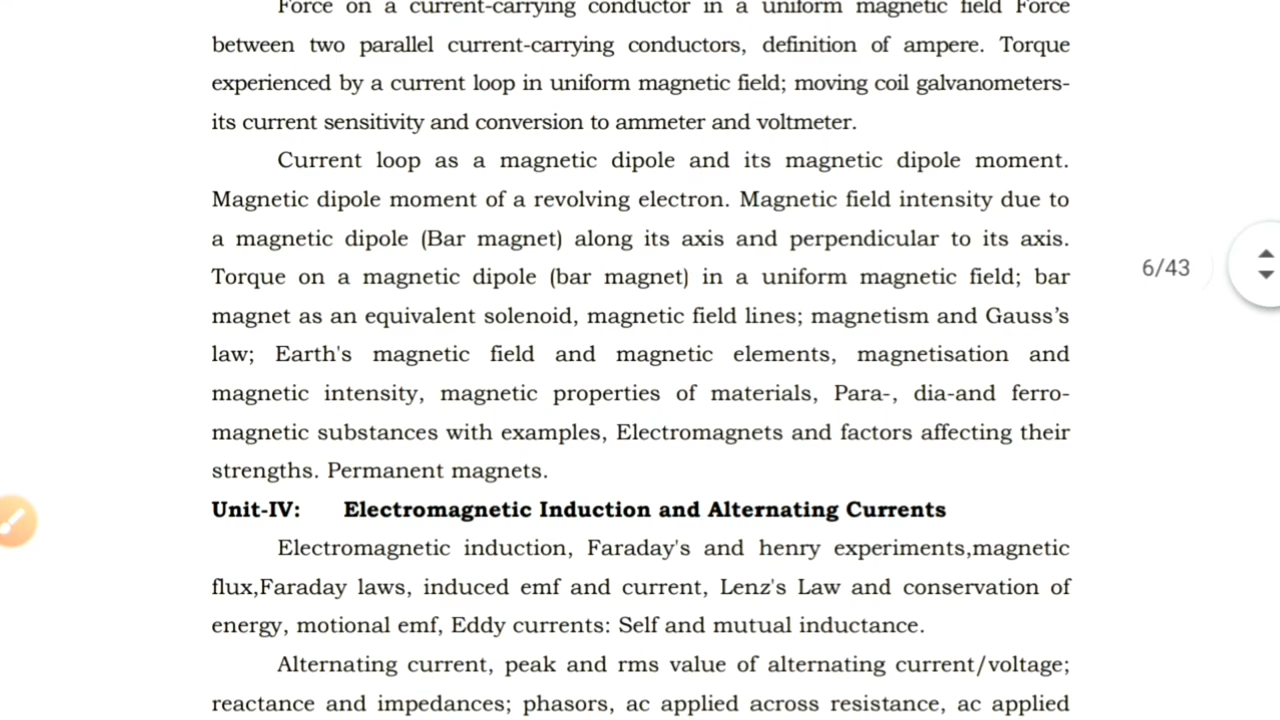 Force on a current-carrying conductor in a uniform magnetic field Force
between two parallel current-carrying conductors, definition of ampere. Torque
experienced by a current loop in uniform magnetic field; moving coil galvanometers-
its current sensitivity and conversion to ammeter and voltmeter.
Current loop as a magnetic dipole and its magnetic dipole moment.
Magnetic dipole moment of a revolving electron. Magnetic field intensity due to
a magnetic dipole (Bar magnet) along its axis and perpendicular to its axis.
Torque on a magnetic dipole (bar magnet) in a uniform magnetic field; bar
magnet as an equivalent solenoid, magnetic field lines; magnetism and Gauss’s
law; Earth's magnetic field and magnetic elements, magnetisation and
magnetic intensity, magnetic properties of materials, Para-, dia-and ferro-
magnetic substances with examples, Electromagnets and factors affecting their
strengths. Permanent magnets.
Unit-IV: Electromagnetic Induction and Alternating Currents
Electromagnetic induction, Faraday's and henry experiments,magnetic
flux,Faraday laws, induced emf and current, Lenz's Law and conservation of
energy, motional emf, Eddy currents: Self and mutual inductance.
Alternating current, peak and rms value of alternating current/voltage;
reactance and impedances; phasors, ac applied across resistance, ac applied
6/43